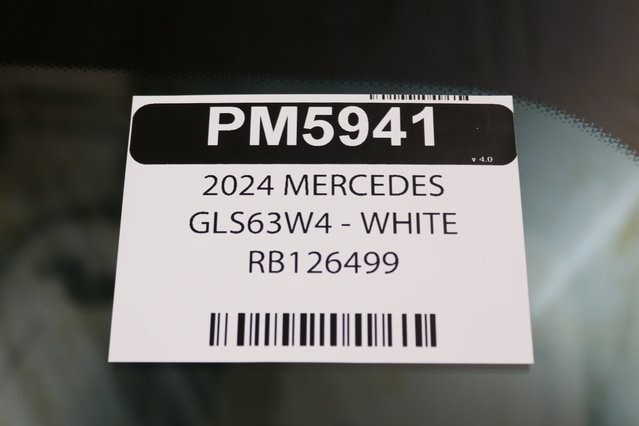 PM5941
v 4.0
2024 MERCEDES
GLS63W4 - WHITE
RB126499